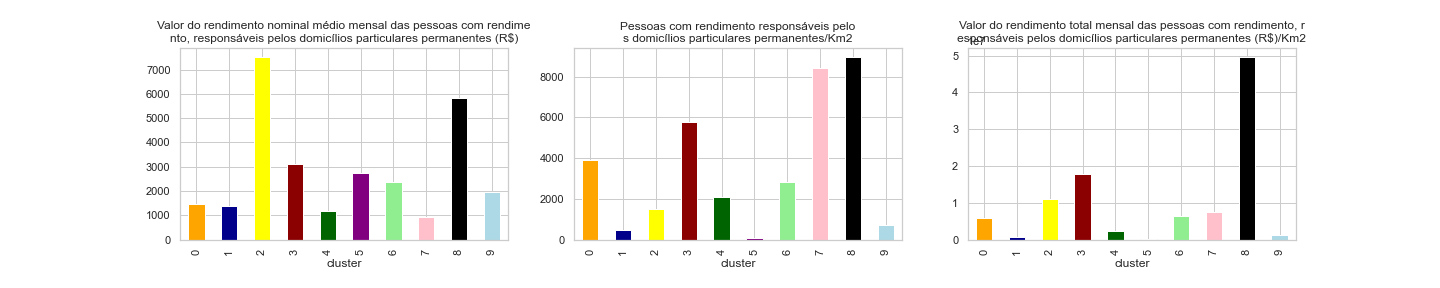 Valor do rendimento nominal médio mensal das pessoas com rendime
nto, responsáveis pelos domicílios particulares permanentes (R$)
7000
6000
5000
4000
3000
2000
1000
0
0 1 2 3 4 5 6 7 8 9
cluster
Pessoas com rendimento responsáveis pelo
s domicílios particulares permanentes/Km2
8000
6000
4000
2000
0
0 1 2 3 4 5 6 7 8 9
cluster
Valor do rendimento total mensal das pessoas com rendimento, r
esponsáveis pelos domicílios particulares permanentes (R$)/Km2
1e7
5
4
3
2
1
0
0 1 2 3 4 5 6 7 8 9
cluster